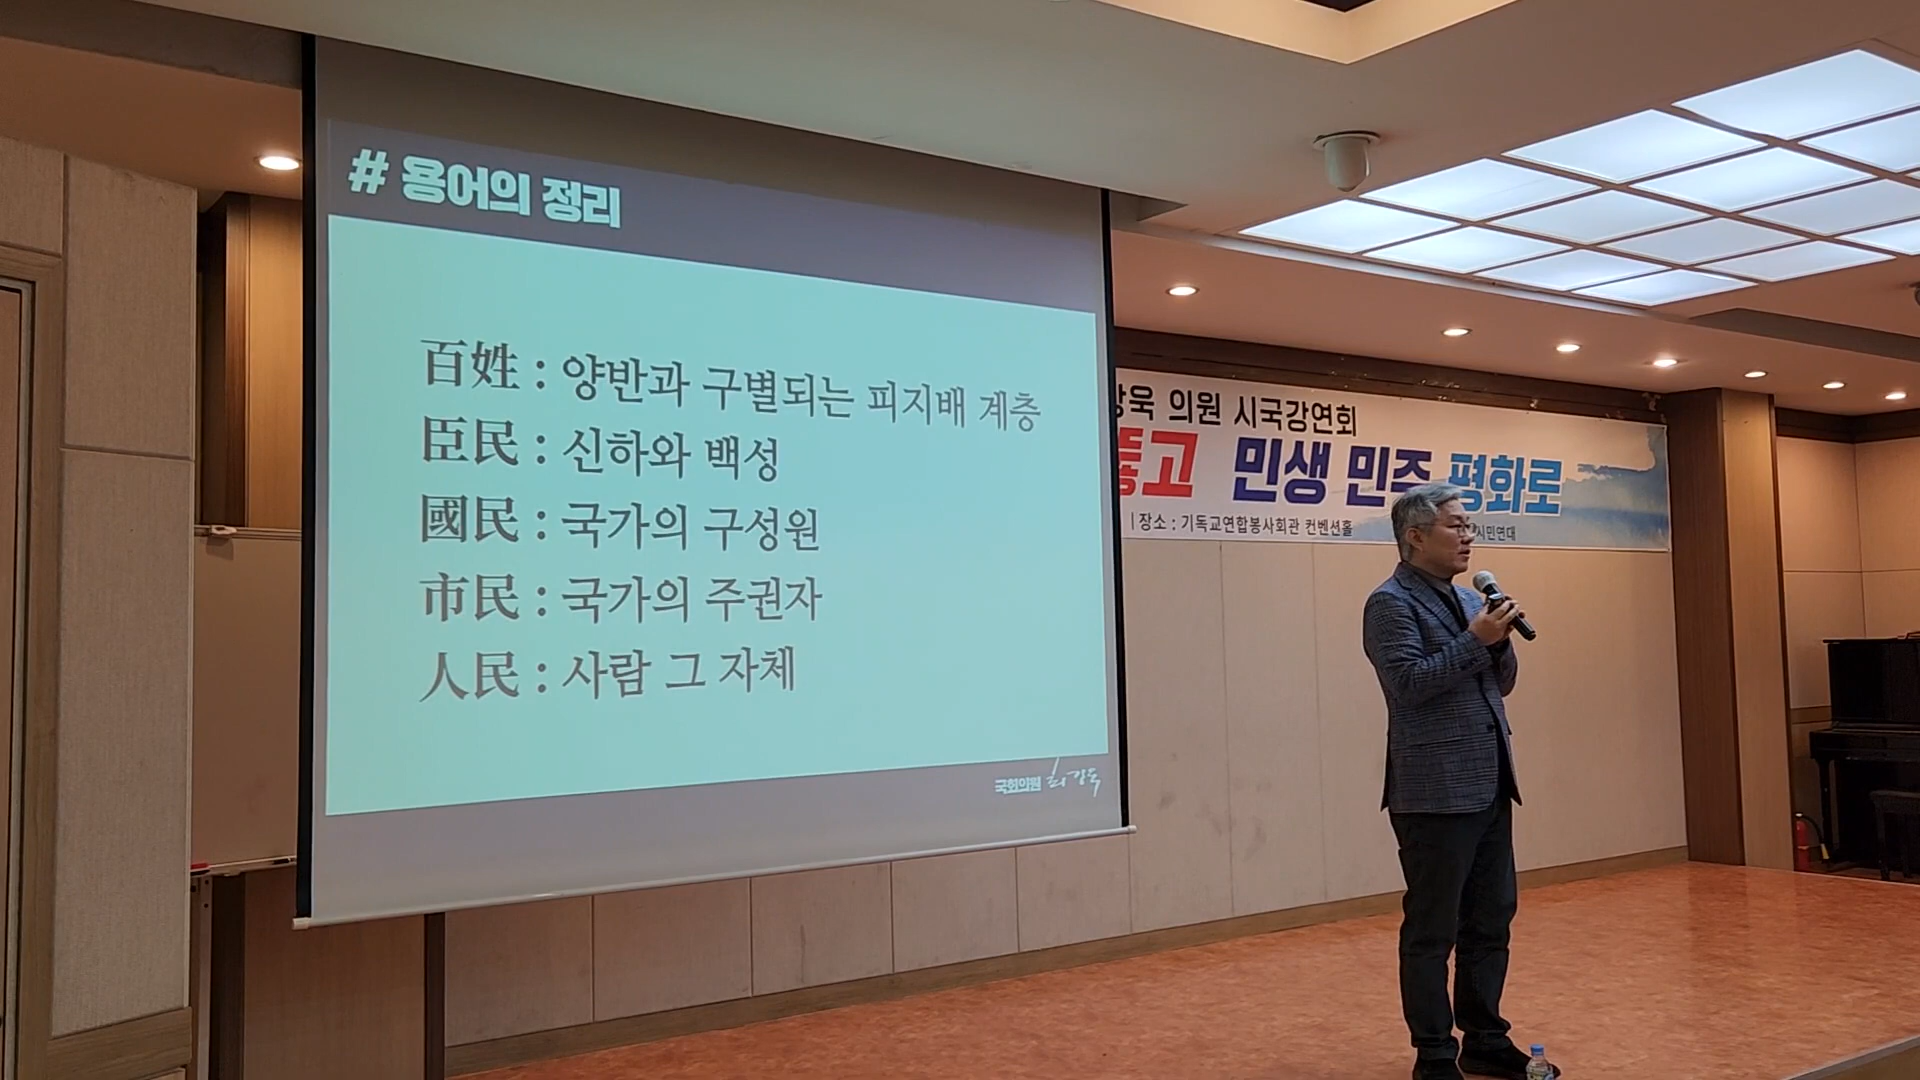 # 용어의 정리
百姓 : 양반과 구별되는 피지배 계층
臣民 : 신하와 백성
國民 : 국가의 구성원
市民 : 국가의 주권자
人民 : 사람 그 자체
국회의원
의원 시국강연회
뚫고 민생 민주 평화로
| 장소 : 기독교연합봉사회관 컨벤션홀
시민연대